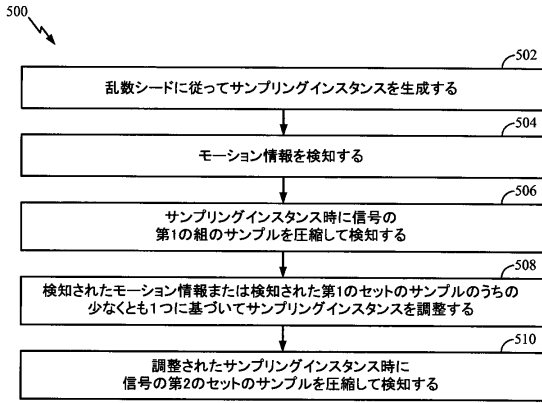 500
502
乱数シードに従ってサンプリングインスタンスを生成する
504
モーション情報を検知する
506
サンプリングインスタンス時に信号の
第1の組のサンプルを圧縮して検知する
508
検知されたモーション情報または検知された第1のセットのサンプルのうちの
少なくとも1つに基づいてサンプリングインスタンスを調整する
510
調整されたサンプリングインスタンス時に
信号の第2のセットのサンプルを圧縮して検知する